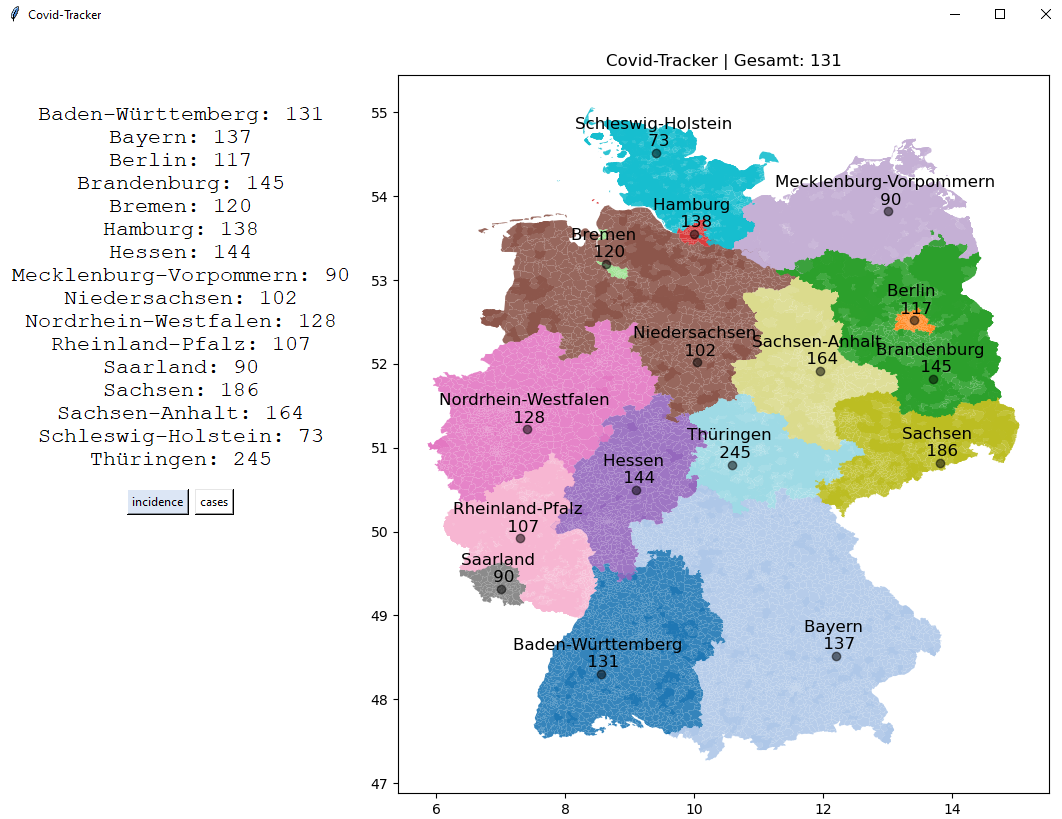 Covid-Tracker
Covid-Tracker | Gesamt: 131
Baden-Württemberg: 131
Bayern: 137
Berlin: 117
Brandenburg: 145
Bremen: 120
Hamburg: 138
Hessen: 144
Mecklenburg-Vorpommern: 90
Niedersachsen: 102
Nordrhein-Westfalen: 128
Rheinland-Pfalz: 107
Saarland: 90
Sachsen: 186
Sachsen-Anhalt: 164
Schleswig-Holstein: 73
Thüringen: 245
incidence cases
55
54
53
52
51
50
49
48
47
Schleswig-Holstein
73
Mecklenburg-Vorpommern
90
Hamburg
138
Bremen
120
Berlin
117
Niedersachsen
102
Sachsen-Anhalt
164
Brandenburg
145
Nordrhein-Westfalen
128
Thüringen
245
Sachsen
186
Hessen
144
Rheinland-Pfalz
107
Saarland
90
Bayern
137
Baden-Württemberg
131
6 8 10 12 14